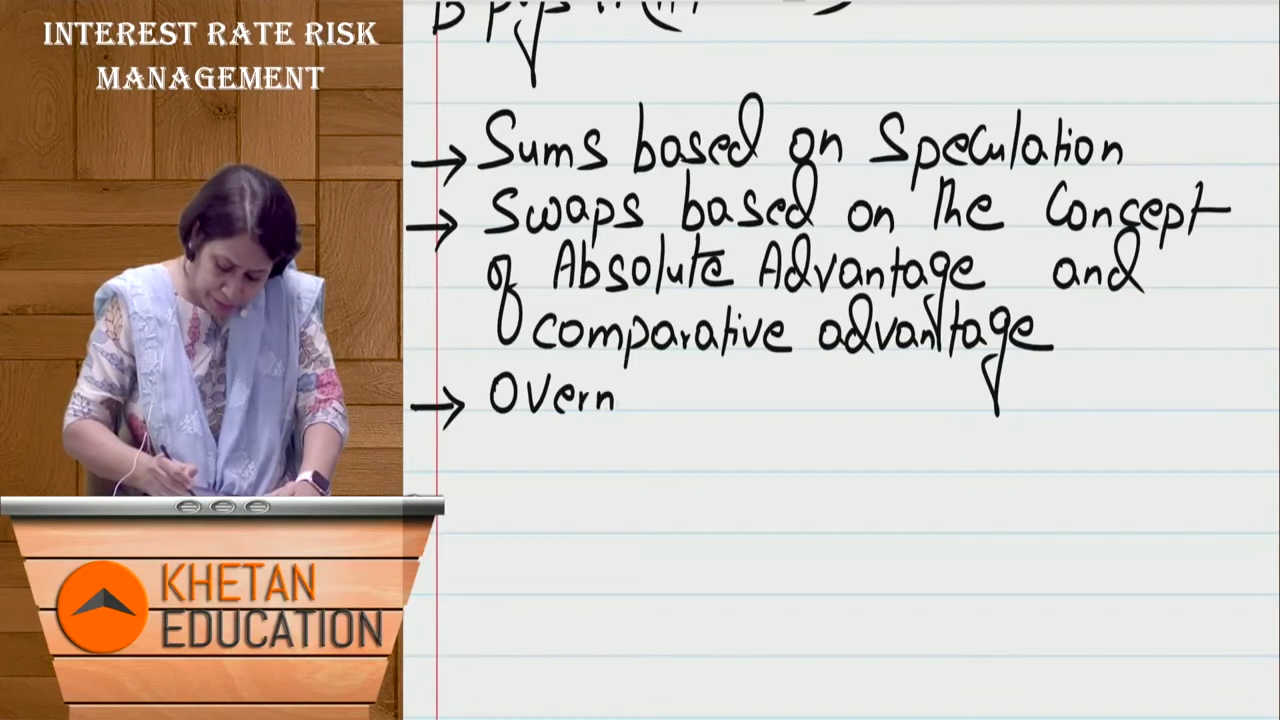 INTEREST RATE RISK
MANAGEMENT
→ Sums based on Speculation
→ Swaps based on the Concept
of Absolute Advantage and
comparative advantage
→ Overn
KHETAN
EDUCATION